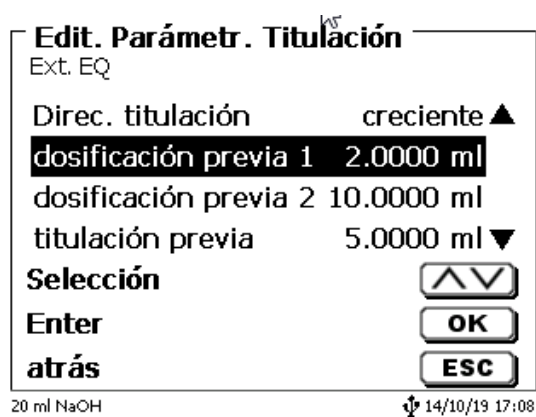 Edit. Parámetr. Titulación
Ext. EQ
Direc. titulación creciente ▲
dosificación previa 1 2.0000 ml
dosificación previa 2 10.0000 ml
titulación previa 5.0000 ml ▼
Selección
Enter OK
atrás ESC
20 ml NaOH 14/10/19 17:08